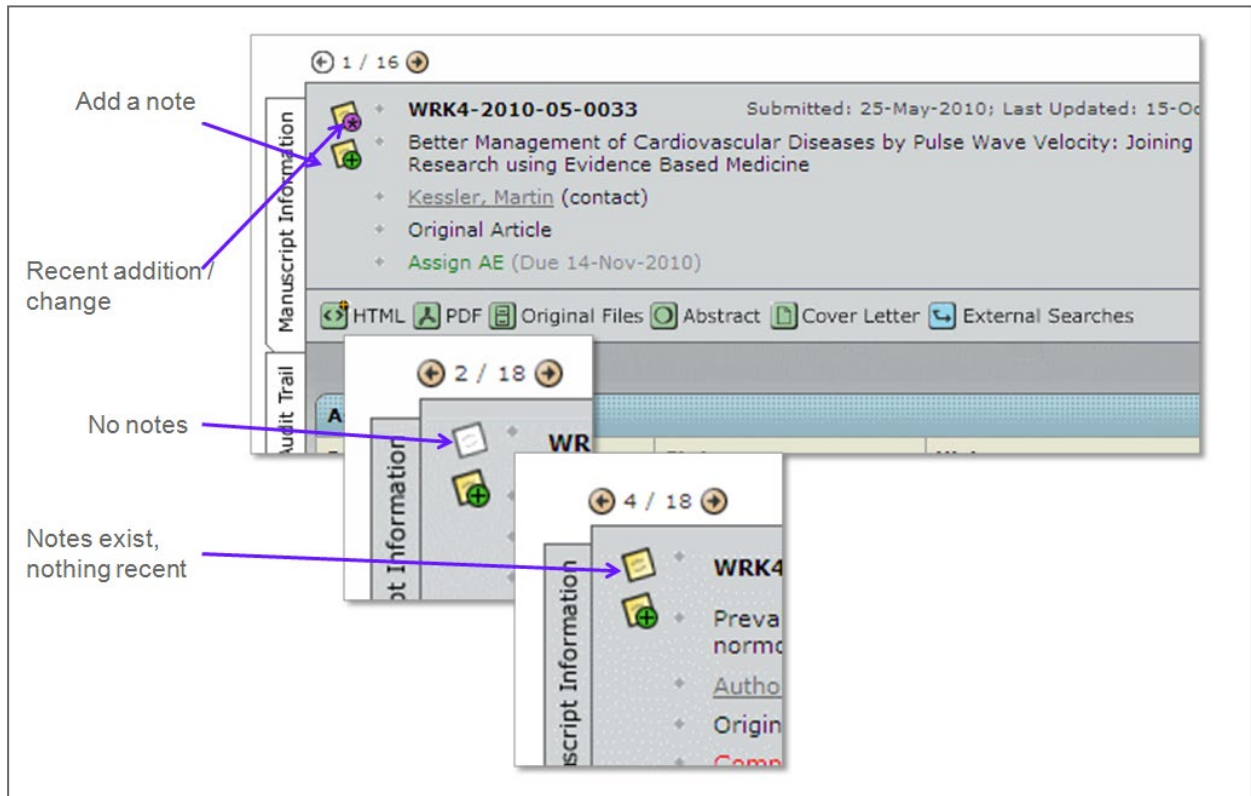 1 / 16
Add a note
Manuscript Information
WRK4-2010-05-0033 Submitted: 25-May-2010; Last Updated: 15-Oc
Better Management of Cardiovascular Diseases by Pulse Wave Velocity: Joining
Research using Evidence Based Medicine
Kessler, Martin (contact)
Original Article
Assign AE (Due 14-Nov-2010)
Recent addition /
change
HTML PDF Original Files Abstract Cover Letter External Searches
Audit Trail
A
2 / 18
No notes
pt Information
WR
4 / 18
Notes exist,
nothing recent
uscript Information
WRK4
Preva
normo
Autho
Origin
Comp